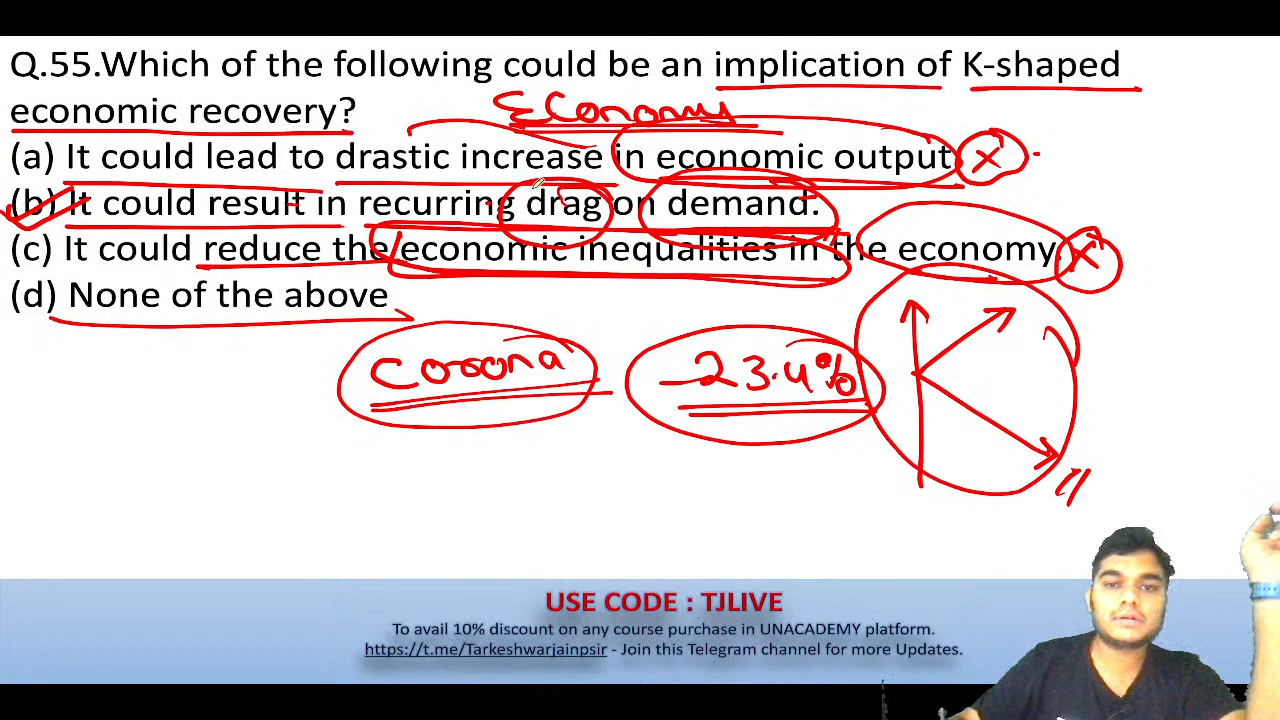 Q.55.Which of the following could be an implication of K-shaped
economic recovery?
Economy
(a) It could lead to drastic increase in economic output
(b) It could result in recurring drag on demand.
(c) It could reduce the economic inequalities in the economy.
(d) None of the above
Corona
-23.4%
USE CODE : TJLIVE
To avail 10% discount on any course purchase in UNACADEMY platform.
https://t.me/Tarkeshwarjainpsir - Join this Telegram channel for more Updates.